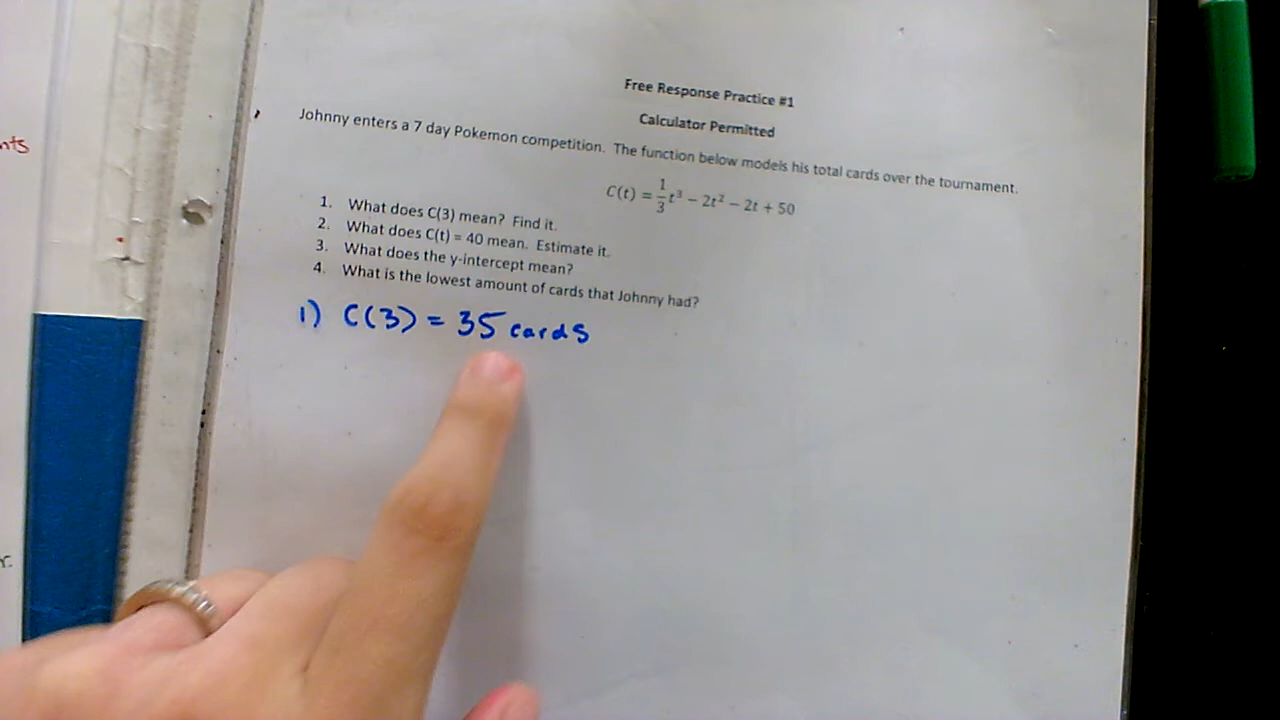 Free Response Practice #1
Calculator Permitted
Johnny enters a 7 day Pokemon competition. The function below models his total cards over the tournament.
C(t) = 1/3 t³ − 2t² − 2t + 50
1. What does C(3) mean? Find it.
2. What does C(t) = 40 mean. Estimate it.
3. What does the y-intercept mean?
4. What is the lowest amount of cards that Johnny had?
1) C(3) = 35 cards
nts
r.